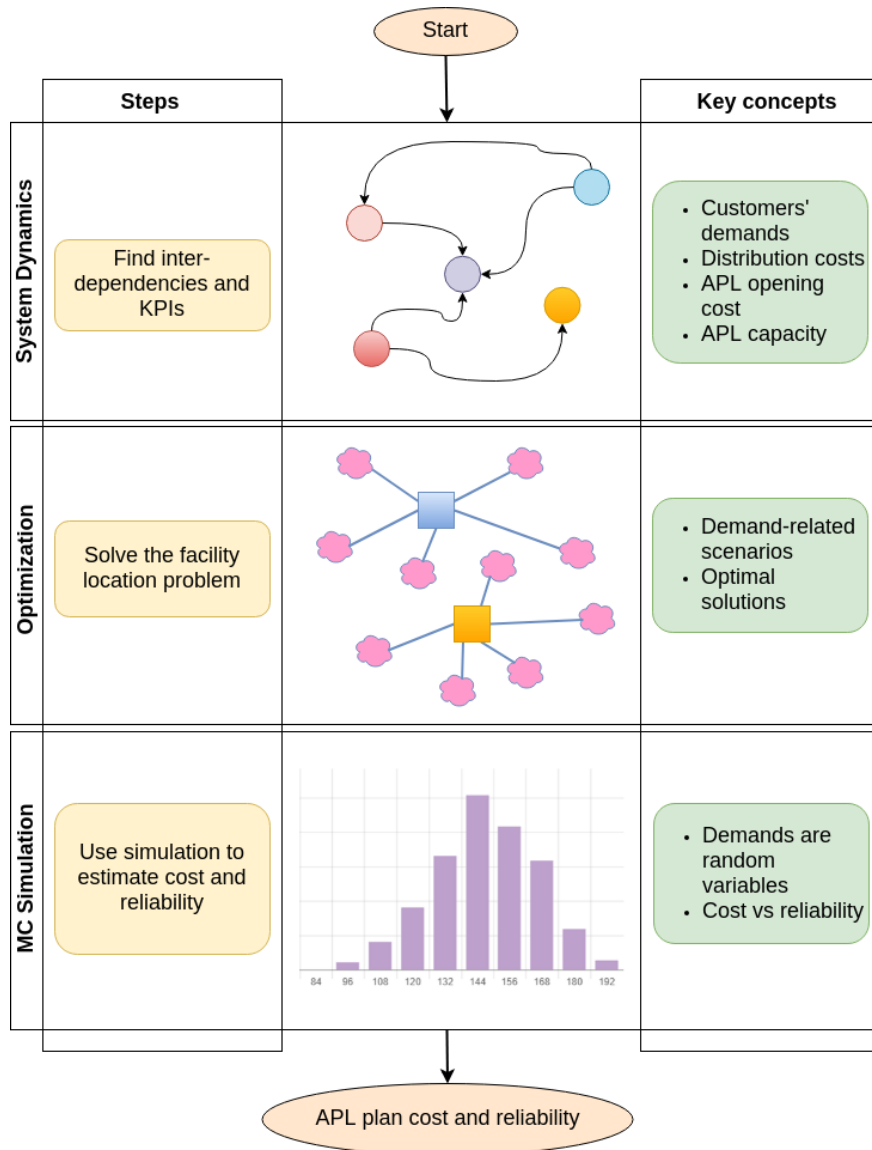 Start
Steps
Key concepts
System Dynamics
Find inter-
dependencies and
KPIs
• Customers'
demands
• Distribution costs
• APL opening
cost
• APL capacity
Optimization
Solve the facility
location problem
• Demand-related
scenarios
• Optimal
solutions
MC Simulation
Use simulation to
estimate cost and
reliability
84 96 108 120 132 144 156 168 180 192
• Demands are
random
variables
• Cost vs reliability
APL plan cost and reliability